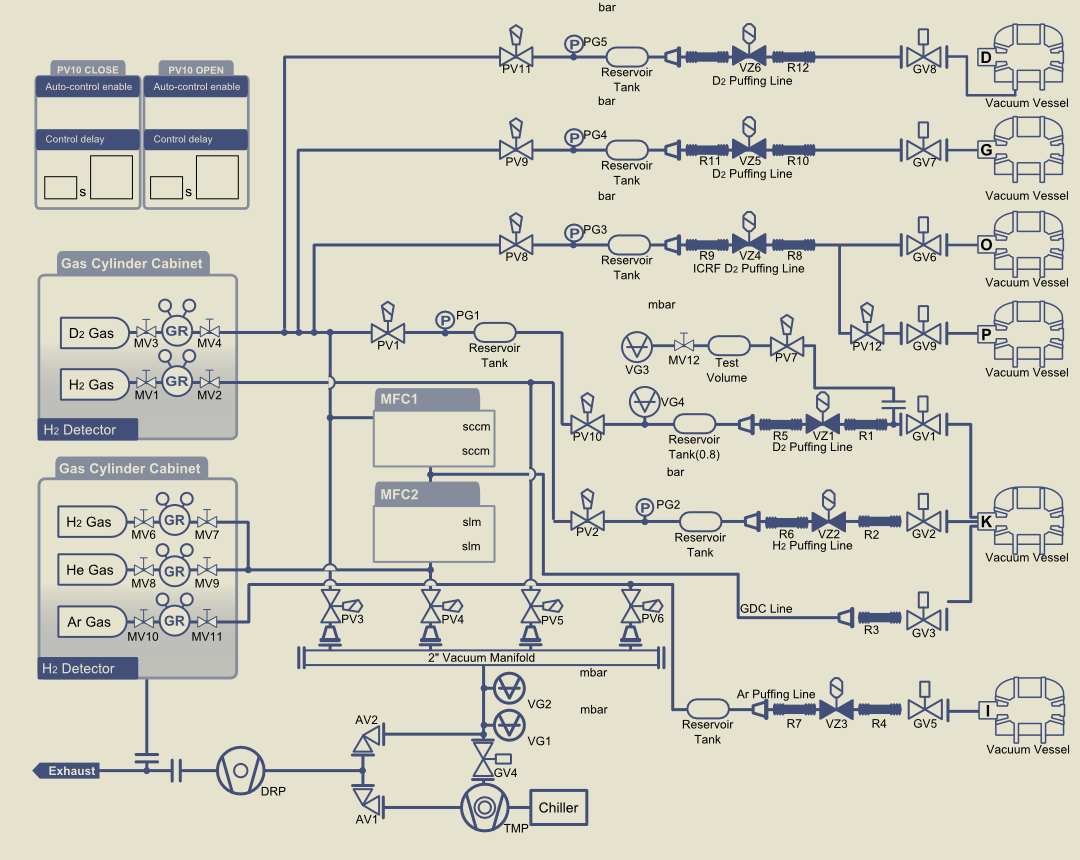 bar
PG5
PV11
Reservoir
Tank
VZ6
R12
D2 Puffing Line
GV8
D
Vacuum Vessel
PV10 CLOSE
Auto-control enable
Control delay
s
PV10 OPEN
Auto-control enable
Control delay
s
bar
P
PG4
PV9
Reservoir
Tank
R11
VZ5
R10
D2 Puffing Line
GV7
G
Vacuum Vessel
bar
P
PG3
PV8
Reservoir
Tank
R9
VZ4
R8
ICRF D2 Puffing Line
GV6
O
Vacuum Vessel
P
PV12
GV9
P
Vacuum Vessel
Gas Cylinder Cabinet
D2 Gas
MV3
GR
MV4
H2 Gas
MV1
GR
MV2
H2 Detector
PV1
P
PG1
Reservoir
Tank
mbar
VG3
MV12
Test
Volume
PV7
VG4
PV10
Reservoir
Tank(0.8)
R5
VZ1
R1
D2 Puffing Line
GV1
MFC1
sccm
sccm
MFC2
slm
slm
bar
PV2
P
PG2
Reservoir
Tank
R6
VZ2
R2
H2 Puffing Line
GV2
K
Vacuum Vessel
Gas Cylinder Cabinet
H2 Gas
MV6
GR
MV7
He Gas
MV8
GR
MV9
Ar Gas
MV10
GR
MV11
H2 Detector
PV3
PV4
PV5
PV6
GDC Line
R3
GV3
2" Vacuum Manifold
mbar
VG2
mbar
VG1
Ar Puffing Line
Reservoir
Tank
R7
VZ3
R4
GV5
I
Vacuum Vessel
AV2
GV4
Exhaust
DRP
AV1
TMP
Chiller